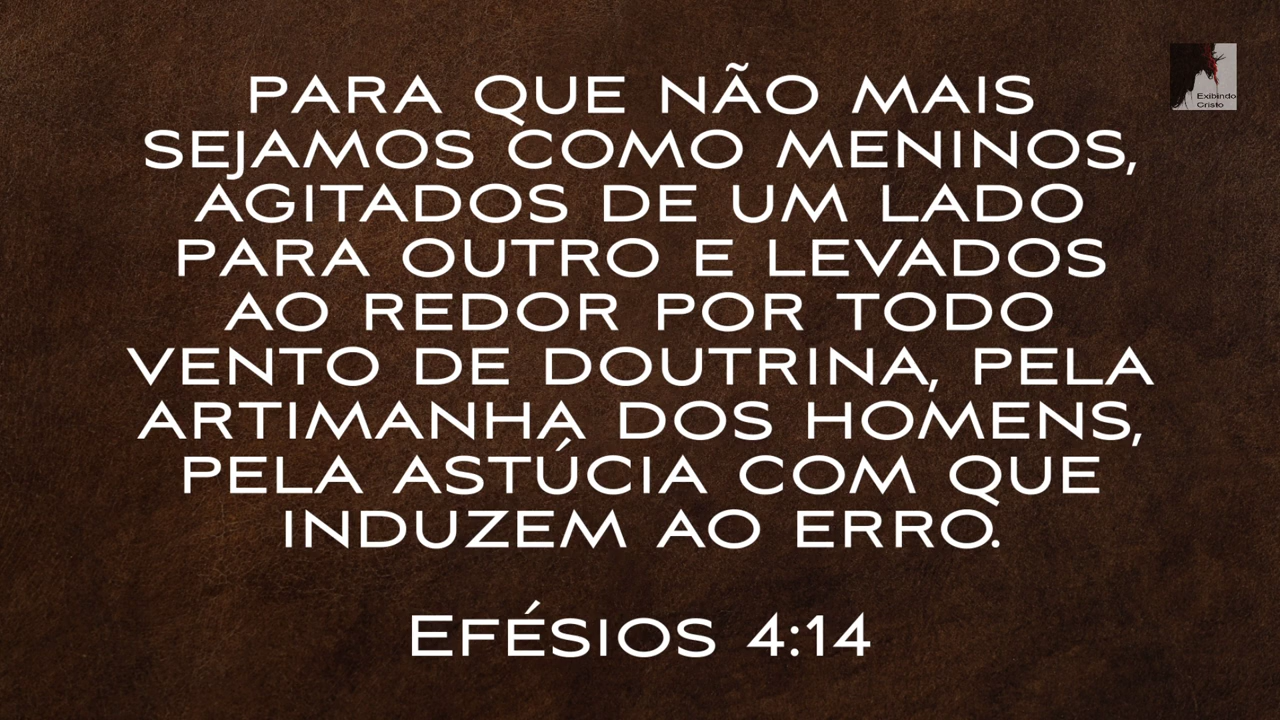 PARA QUE NÃO MAIS
SEJAMOS COMO MENINOS,
AGITADOS DE UM LADO
PARA OUTRO E LEVADOS
AO REDOR POR TODO
VENTO DE DOUTRINA, PELA
ARTIMANHA DOS HOMENS,
PELA ASTÚCIA COM QUE
INDUZEM AO ERRO.
EFÉSIOS 4:14
Exibindo
Cristo